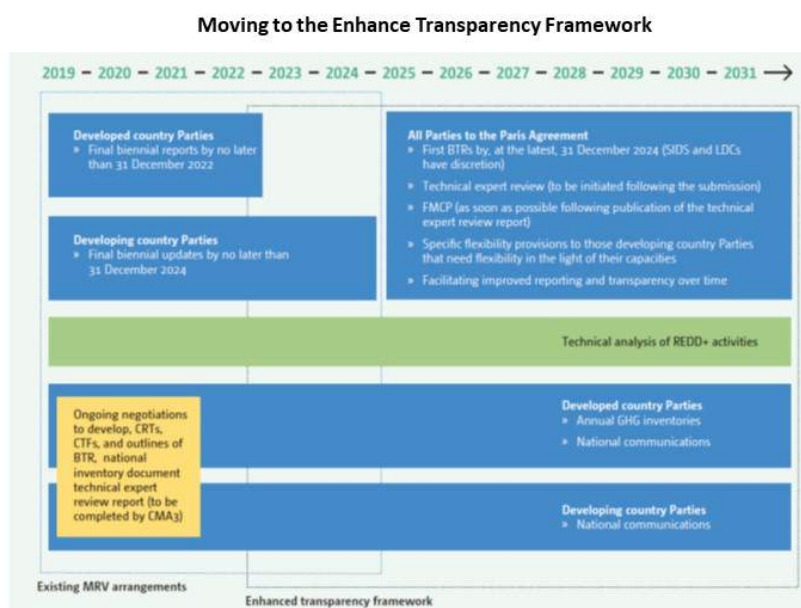 Moving to the Enhance Transparency Framework
2019 – 2020 – 2021 – 2022 – 2023 – 2024 – 2025 – 2026 – 2027 – 2028 – 2029 – 2030 – 2031
Developed country Parties
» Final biennial reports by no later
than 31 December 2022
Developing country Parties
» Final biennial updates by no later than
31 December 2024
All Parties to the Paris Agreement
» First BTRs by, at the latest, 31 December 2024 (SIDS and LDCs
have discretion)
» Technical expert review (to be initiated following the submission)
» FMCP (as soon as possible following publication of the technical
expert review report)
» Specific flexibility provisions to those developing country Parties
that need flexibility in the light of their capacities
» Facilitating improved reporting and transparency over time
Technical analysis of REDD+ activities
Ongoing negotiations
to develop, CRTs,
CTFs, and outlines of
BTR, national
inventory document
technical expert
review report (to be
completed by CMA3)
Developed country Parties
» Annual GHG inventories
» National communications
Developing country Parties
» National communications
Existing MRV arrangements
Enhanced transparency framework